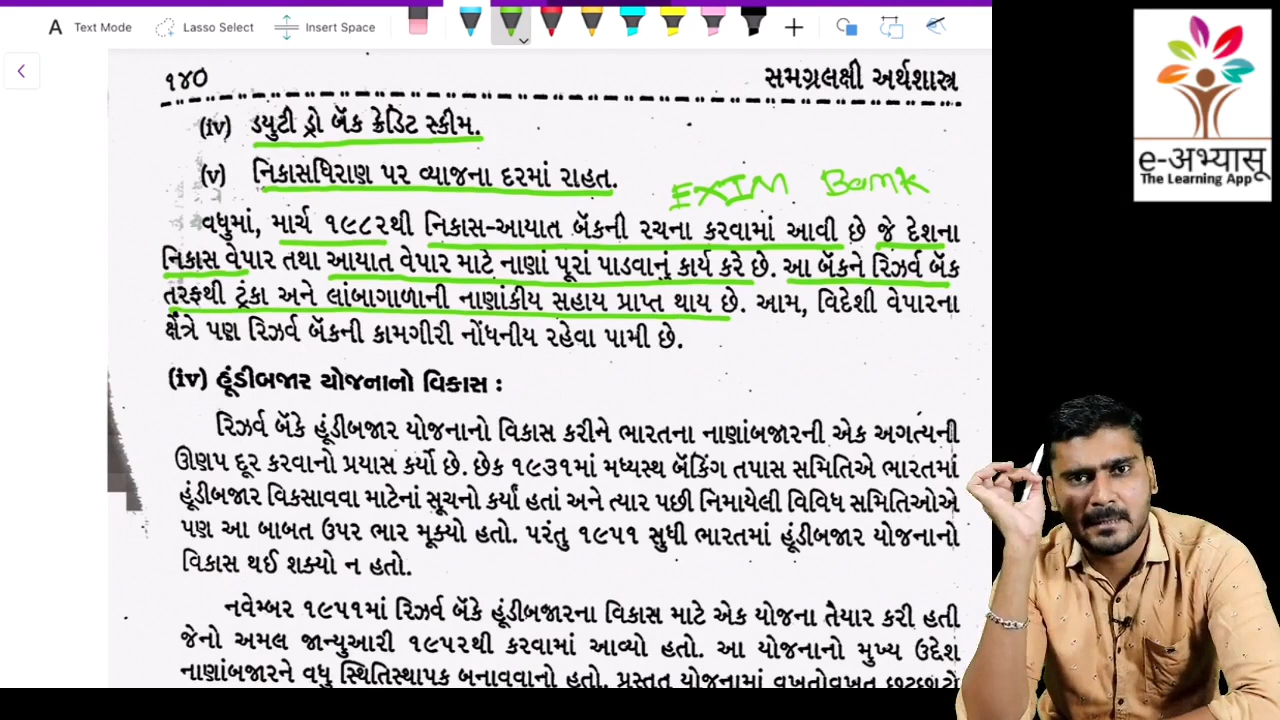 Text Mode
Lasso Select
Insert Space
૧૪૦ સમગ્રલક્ષી અર્થશાસ્ત્ર
(iv) ડયુટી ડ્રો બૅક ક્રેડિટ સ્કીમ.
(v) નિકાસધિરાણ પર વ્યાજના દરમાં રાહત.
EXIM Bank
વધુમાં, માર્ચ ૧૯૮૨થી નિકાસ-આયાત બૅંકની રચના કરવામાં આવી છે જે દેશના
નિકાસ વેપાર તથા આયાત વેપાર માટે નાણાં પૂરાં પાડવાનું કાર્ય કરે છે. આ બૅંકને રિઝર્વ બૅંક
તરફથી ટૂંકા અને લાંબાગાળાની નાણાંકીય સહાય પ્રાપ્ત થાય છે. આમ, વિદેશી વેપારના
ક્ષેત્રે પણ રિઝર્વ બૅંકની કામગીરી નોંધનીય રહેવા પામી છે.
(iv) હૂંડીબજાર યોજનાનો વિકાસ :
રિઝર્વ બૅંકે હૂંડીબજાર યોજનાનો વિકાસ કરીને ભારતના નાણાંબજારની એક અગત્યની
ઊણપ દૂર કરવાનો પ્રયાસ કર્યો છે. છેક ૧૯૩૧માં મધ્યસ્થ બૅંકિંગ તપાસ સમિતિએ ભારતમાં
હૂંડીબજાર વિકસાવવા માટેનાં સૂચનો કર્યાં હતાં અને ત્યાર પછી નિમાયેલી વિવિધ સમિતિઓએ
પણ આ બાબત ઉપર ભાર મૂક્યો હતો. પરંતુ ૧૯૫૧ સુધી ભારતમાં હૂંડીબજાર યોજનાનો
વિકાસ થઈ શક્યો ન હતો.
નવેમ્બર ૧૯૫૧માં રિઝર્વ બૅંકે હૂંડીબજારના વિકાસ માટે એક યોજના તૈયાર કરી હતી
જેનો અમલ જાન્યુઆરી ૧૯૫૨થી કરવામાં આવ્યો હતો. આ યોજનાનો મુખ્ય ઉદ્દેશ
નાણાંબજારને વધુ સ્થિતિસ્થાપક બનાવવાનો હતો. પ્રસ્તુત યોજનામાં વખતોવખત
e-અભ્યાસૂ
The Learning App